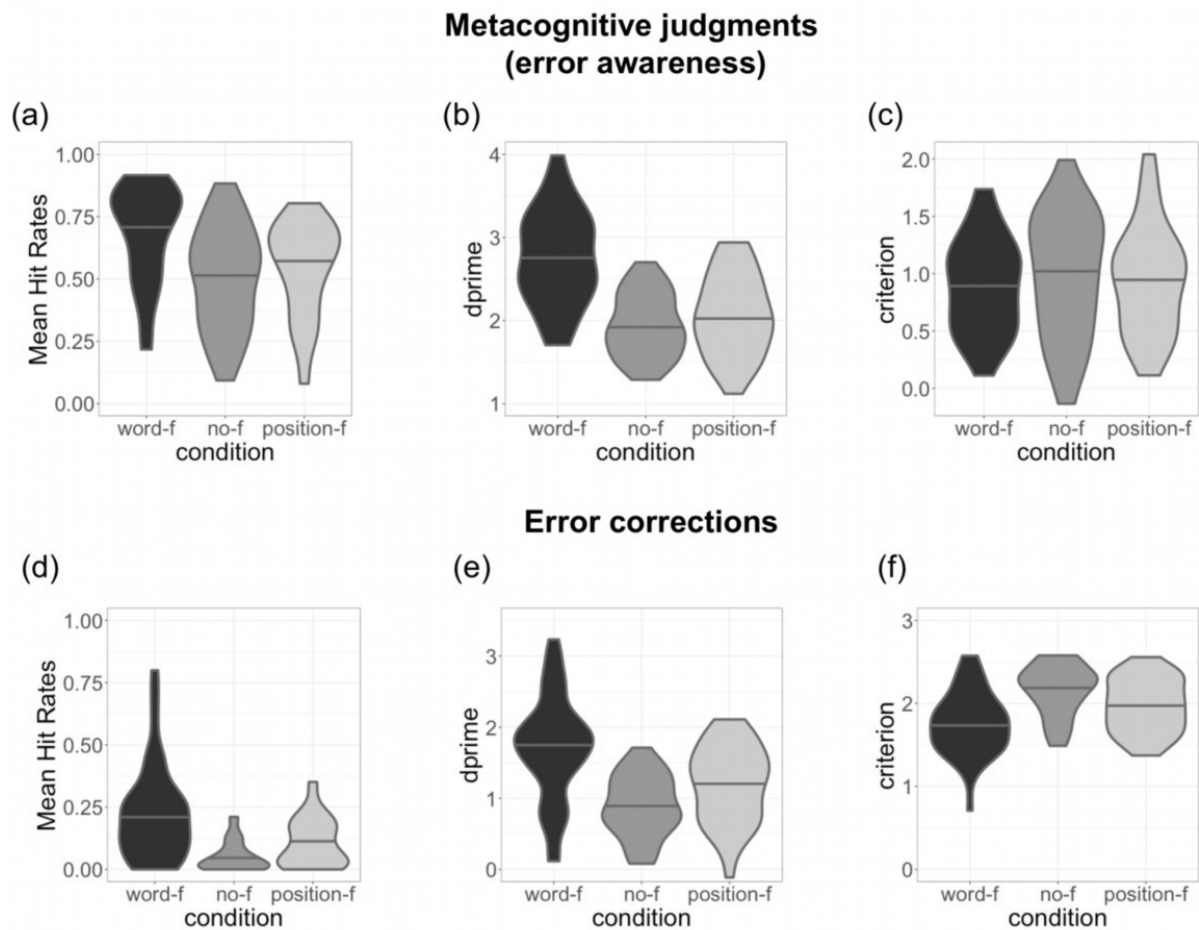 Metacognitive judgments
(error awareness)
(a)
(b)
(c)
Mean Hit Rates
1.00
0.75
0.50
0.25
0.00
word-f no-f position-f
condition
dprime
4
3
2
1
word-f no-f position-f
condition
criterion
2.0
1.5
1.0
0.5
0.0
word-f no-f position-f
condition
Error corrections
(d)
(e)
(f)
Mean Hit Rates
1.00
0.75
0.50
0.25
0.00
word-f no-f position-f
condition
dprime
3
2
1
0
word-f no-f position-f
condition
criterion
3
2
1
0
word-f no-f position-f
condition